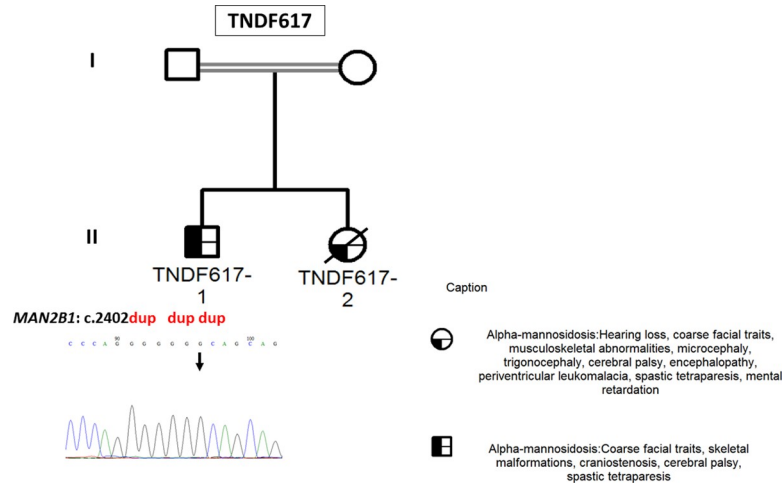 TNDF617
I
II
TNDF617-
1
TNDF617-
2
MAN2B1: c.2402dup dup dup
90 100
C C C A G G G G G G G C A G C A G
Caption
Alpha-mannosidosis:Hearing loss, coarse facial traits,
musculoskeletal abnormalities, microcephaly,
trigonocephaly, cerebral palsy, encephalopathy,
periventricular leukomalacia, spastic tetraparesis, mental
retardation
Alpha-mannosidosis:Coarse facial traits, skeletal
malformations, craniostenosis, cerebral palsy,
spastic tetraparesis